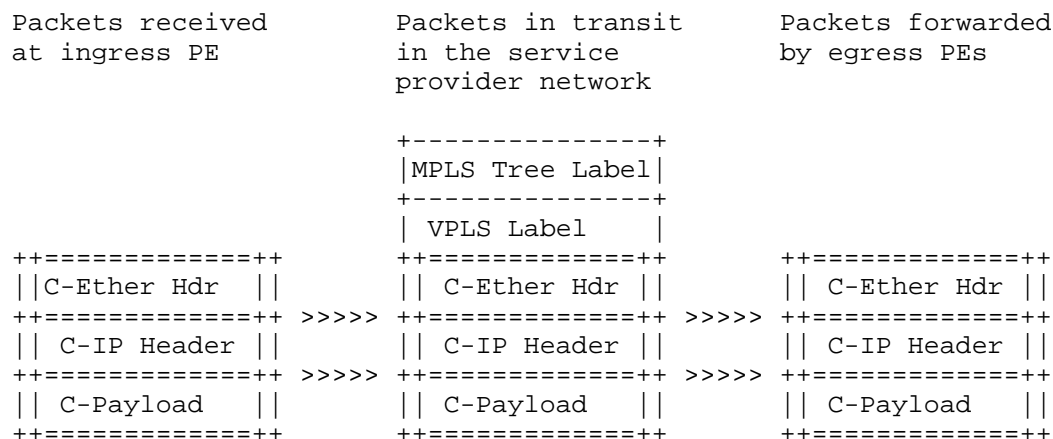 Packets received        Packets in transit      Packets forwarded
at ingress PE           in the service          by egress PEs
                        provider network

                        +---------------+
                        |MPLS Tree Label|
                        +---------------+
                        | VPLS Label    |
++=============++       ++=============++       ++=============++
||C-Ether Hdr  ||       || C-Ether Hdr ||       || C-Ether Hdr ||
++=============++ >>>>> ++=============++ >>>>> ++=============++
|| C-IP Header ||       || C-IP Header ||       || C-IP Header ||
++=============++ >>>>> ++=============++ >>>>> ++=============++
|| C-Payload   ||       || C-Payload   ||       || C-Payload   ||
++=============++       ++=============++       ++=============++